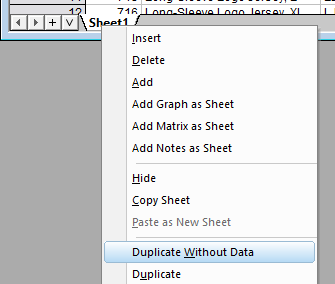 12 716 Long-Sleeve Logo Jersey, XL
Sheet1
Insert
Delete
Add
Add Graph as Sheet
Add Matrix as Sheet
Add Notes as Sheet
Hide
Copy Sheet
Paste as New Sheet
Duplicate Without Data
Duplicate